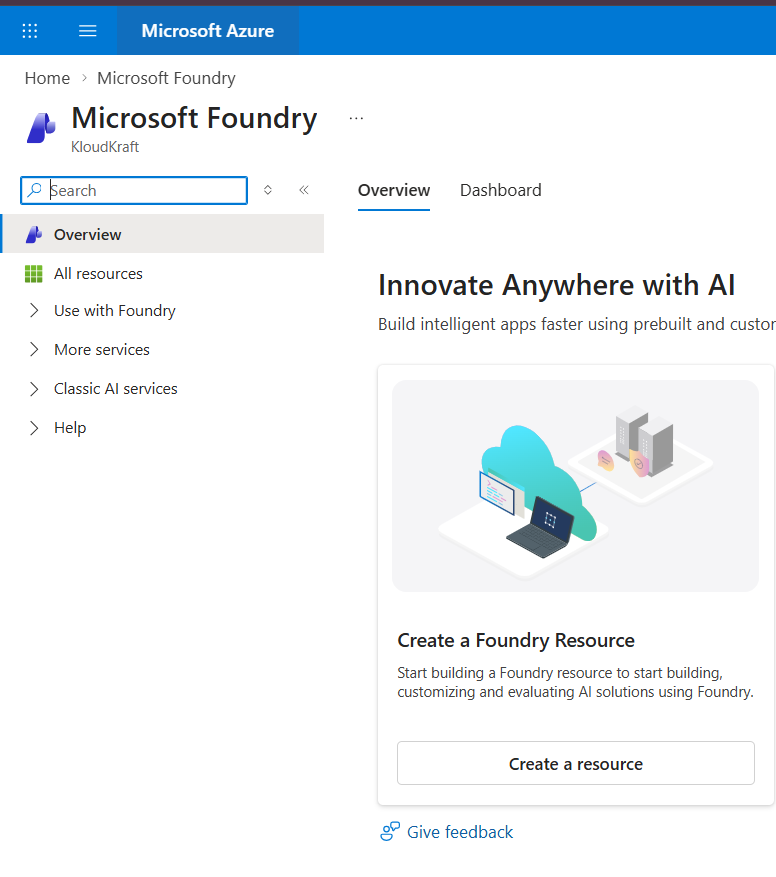 Microsoft Azure
Home > Microsoft Foundry
Microsoft Foundry ...
KloudKraft
Search
Overview
All resources
Use with Foundry
More services
Classic AI services
Help
Overview Dashboard
Innovate Anywhere with AI
Build intelligent apps faster using prebuilt and custor
Create a Foundry Resource
Start building a Foundry resource to start building,
customizing and evaluating AI solutions using Foundry.
Create a resource
Give feedback